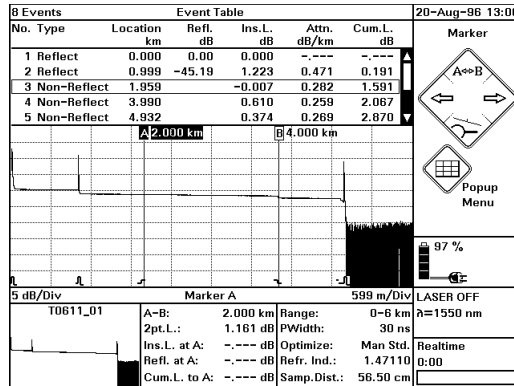 8 Events Event Table 20-Aug-96 13:00
No. Type Location Refl. Ins.L. Attn. Cum.L.
km dB dB dB/km dB
1 Reflect 0.000 0.00 0.000 -.--- -.---
2 Reflect 0.999 -45.19 1.223 0.471 0.191
3 Non-Reflect 1.959 -0.007 0.282 1.591
4 Non-Reflect 3.990 0.610 0.259 2.067
5 Non-Reflect 4.932 0.374 0.269 2.870
Marker
A⇔B
A 2.000 km B 4.000 km
Popup
Menu
97 %
5 dB/Div Marker A 599 m/Div
LASER OFF
λ=1550 nm
T0611_01
A-B: 2.000 km Range: 0-6 km
2pt.L.: 1.161 dB PWidth: 30 ns
Ins.L. at A: -.--- dB Optimize: Man Std.
Refl. at A: -.--- dB Refr. Ind.: 1.47110
Cum.L. to A: -.--- dB Samp.Dist.: 56.50 cm
Realtime
0:00